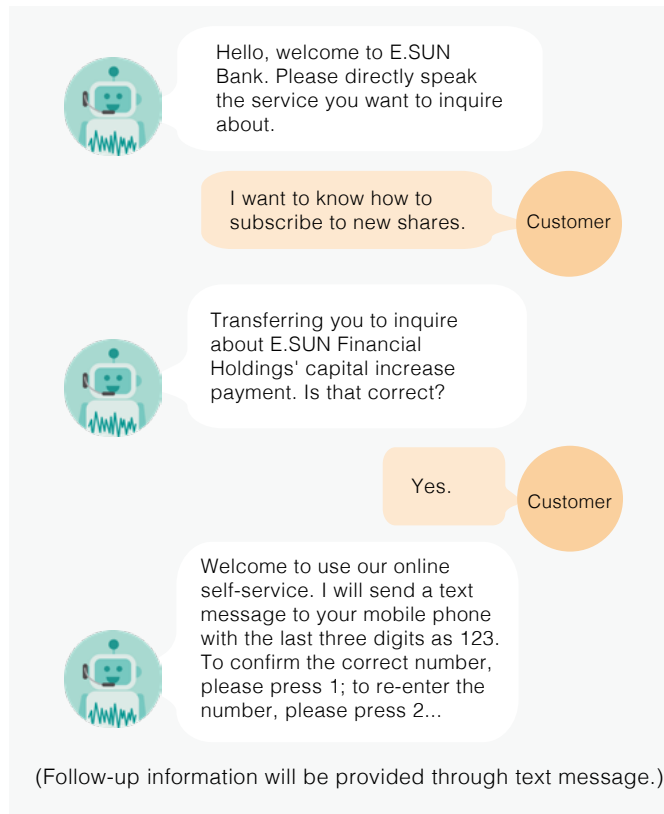 Hello, welcome to E.SUN
Bank. Please directly speak
the service you want to inquire
about.
I want to know how to
subscribe to new shares.
Customer
Transferring you to inquire
about E.SUN Financial
Holdings' capital increase
payment. Is that correct?
Yes.
Customer
Welcome to use our online
self-service. I will send a text
message to your mobile phone
with the last three digits as 123.
To confirm the correct number,
please press 1; to re-enter the
number, please press 2...
(Follow-up information will be provided through text message.)